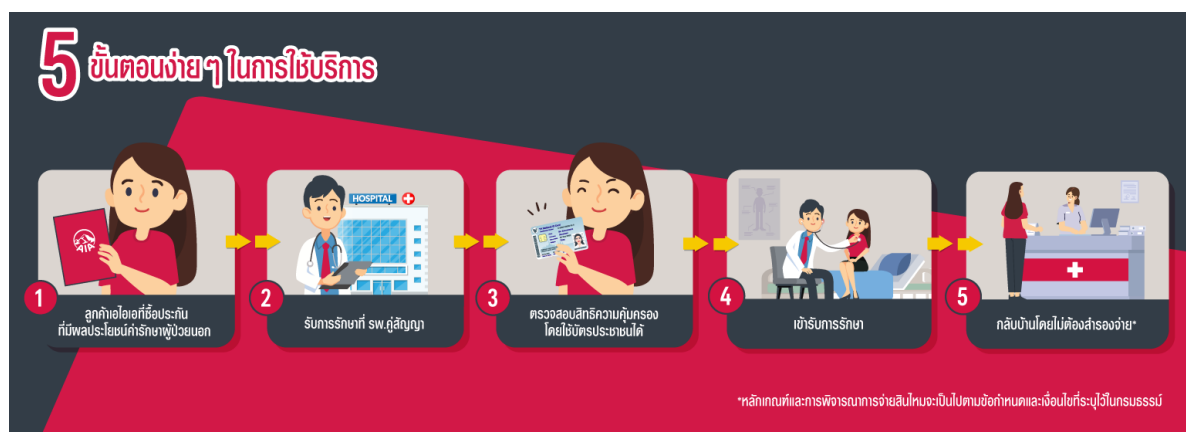 5 ขั้นตอนง่าย ๆ ในการใช้บริการ
AIA
HOSPITAL
1
ลูกค้าเอไอเอที่ซื้อประกัน
ที่มีผลประโยชน์ค่ารักษาผู้ป่วยนอก
2
รับการรักษาที่ รพ.คู่สัญญา
3
ตรวจสอบสิทธิความคุ้มครอง
โดยใช้บัตรประชาชนได้
4
เข้ารับการรักษา
5
กลับบ้านโดยไม่ต้องสำรองจ่าย*
*หลักเกณฑ์และการพิจารณาการจ่ายสินไหมจะเป็นไปตามข้อกำหนดและเงื่อนไขที่ระบุไว้ในกรมธรรม์